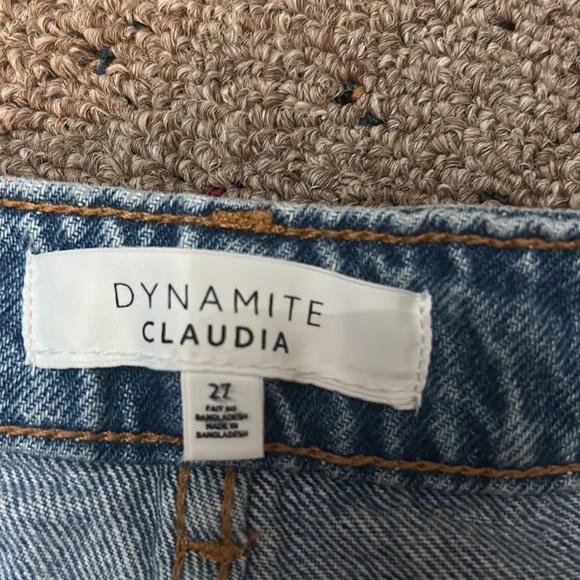 DYNAMITE
CLAUDIA
27
FAIT AU
BANGLADESH
MADE IN
BANGLADESH